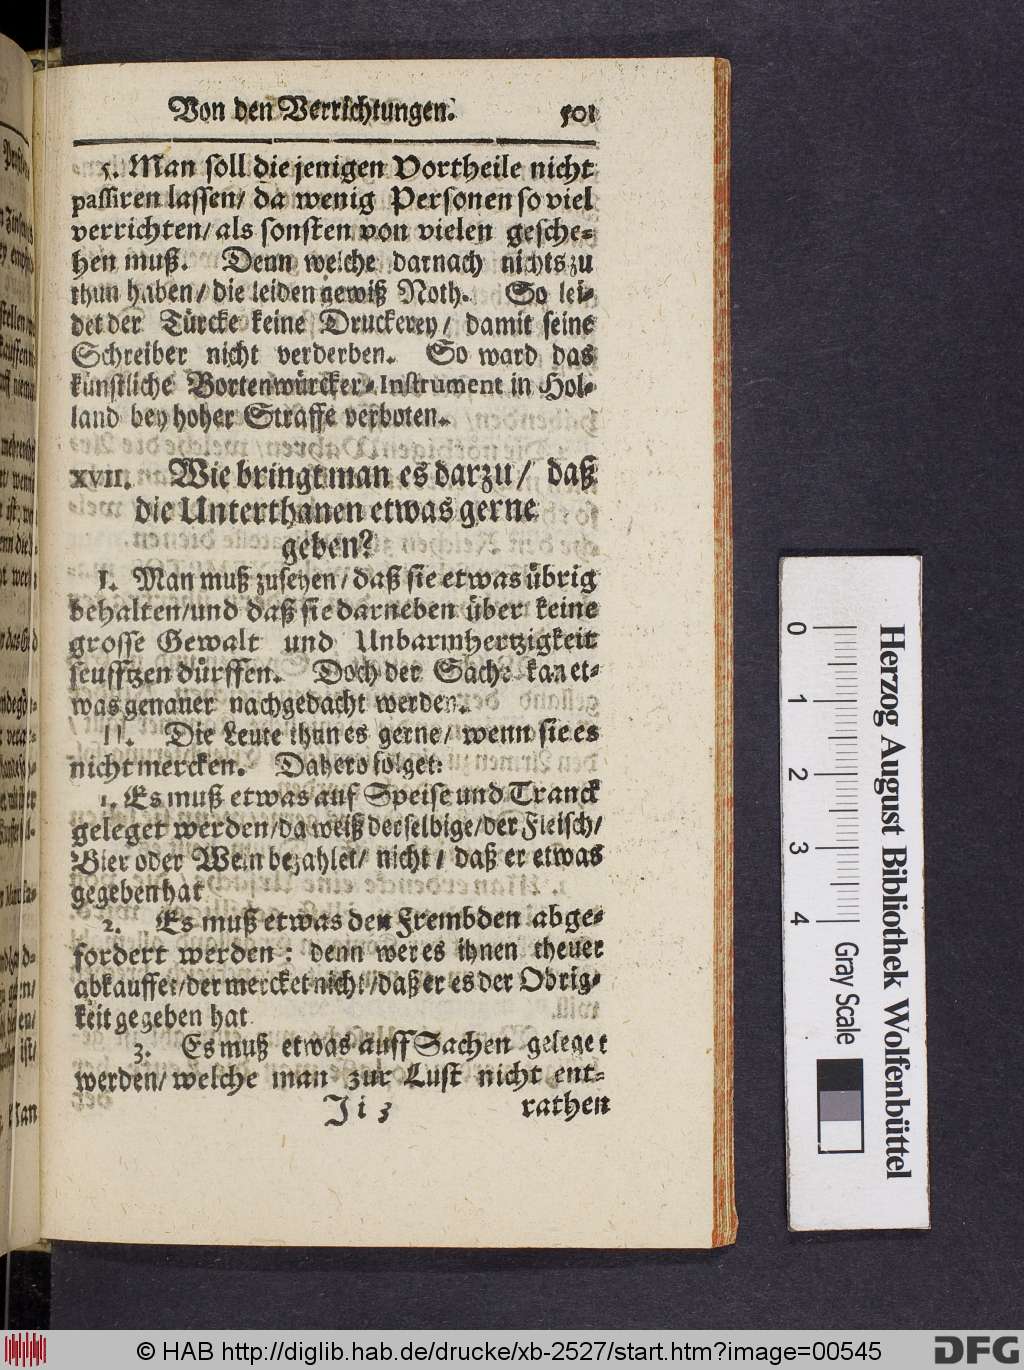 Von den Verrichtungen. 501
5. Man soll die jenigen Vortheile nicht
passiren lassen/ da wenig Personen so viel
verrichten/ als sonsten von vielen gesche-
hen muß. Denn welche darnach nichts zu
thun haben/ die leiden gewiß Noth. So lei-
det der Türcke keine Druckerey/ damit seine
Schreiber nicht verderben. So ward das
künstliche Bortenwürcker-Instrument in Hol-
land bey hoher Straffe verboten.
XVII. Wie bringt man es darzu/ daß
die Unterthanen etwas gerne
geben?
I. Man muß zusehen/ daß sie etwas übrig
behalten/ und daß sie darneben über keine
grosse Gewalt und Unbarmhertzigkeit
seufftzen dürffen. Doch der Sache kan et-
was genauer nachgedacht werden.
II. Die Leute thun es gerne/ wenn sie es
nicht mercken. Dahero folget:
1. Es muß etwas auf Speise und Tranck
geleget werden/ da weiß derselbige/ der Fleisch/
Bier oder Wein bezahlet/ nicht/ daß er etwas
gegeben hat
2. Es muß etwas den Frembden abge-
fordert werden: denn wer es ihnen theuer
abkauffet/ der mercket nicht/ daß er es der Obrig-
keit gegeben hat
3. Es muß etwas auff Sachen geleget
werden/ welche man zur Lust nicht ent-
Jii 3 rathen
0 1 2 3 4 Gray Scale
Herzog August Bibliothek Wolfenbüttel
© HAB http://diglib.hab.de/drucke/xb-2527/start.htm?image=00545
DFG